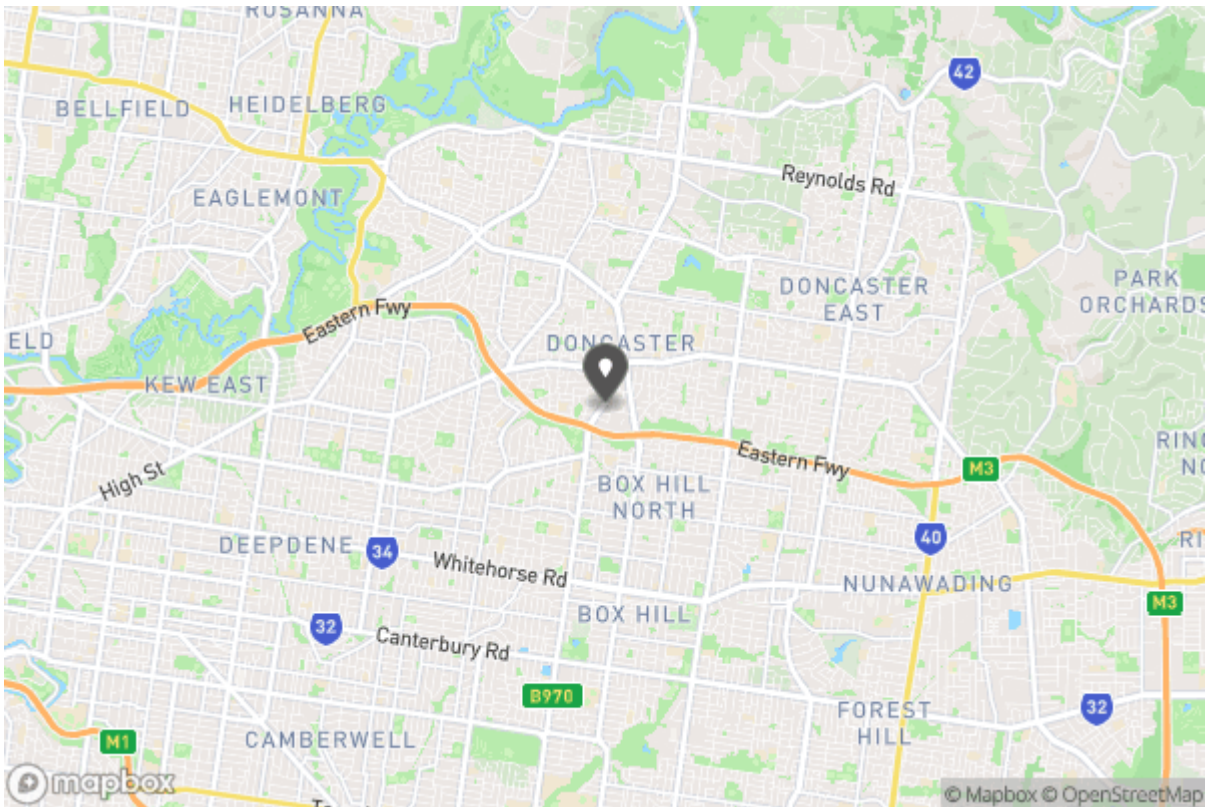 ROSANNA
42
BELLFIELD
HEIDELBERG
Reynolds Rd
EAGLEMONT
DONCASTER
EAST
PARK
ORCHARDS
Eastern Fwy
ELD
DONCASTER
KEW EAST
Eastern Fwy
M3
RING
NO
High St
BOX HILL
NORTH
DEEPDENE
34
40
RI
Whitehorse Rd
NUNAWADING
M3
BOX HILL
32
Canterbury Rd
B970
FOREST
HILL
32
CAMBERWELL
M1
mapbox
© Mapbox © OpenStreetMap